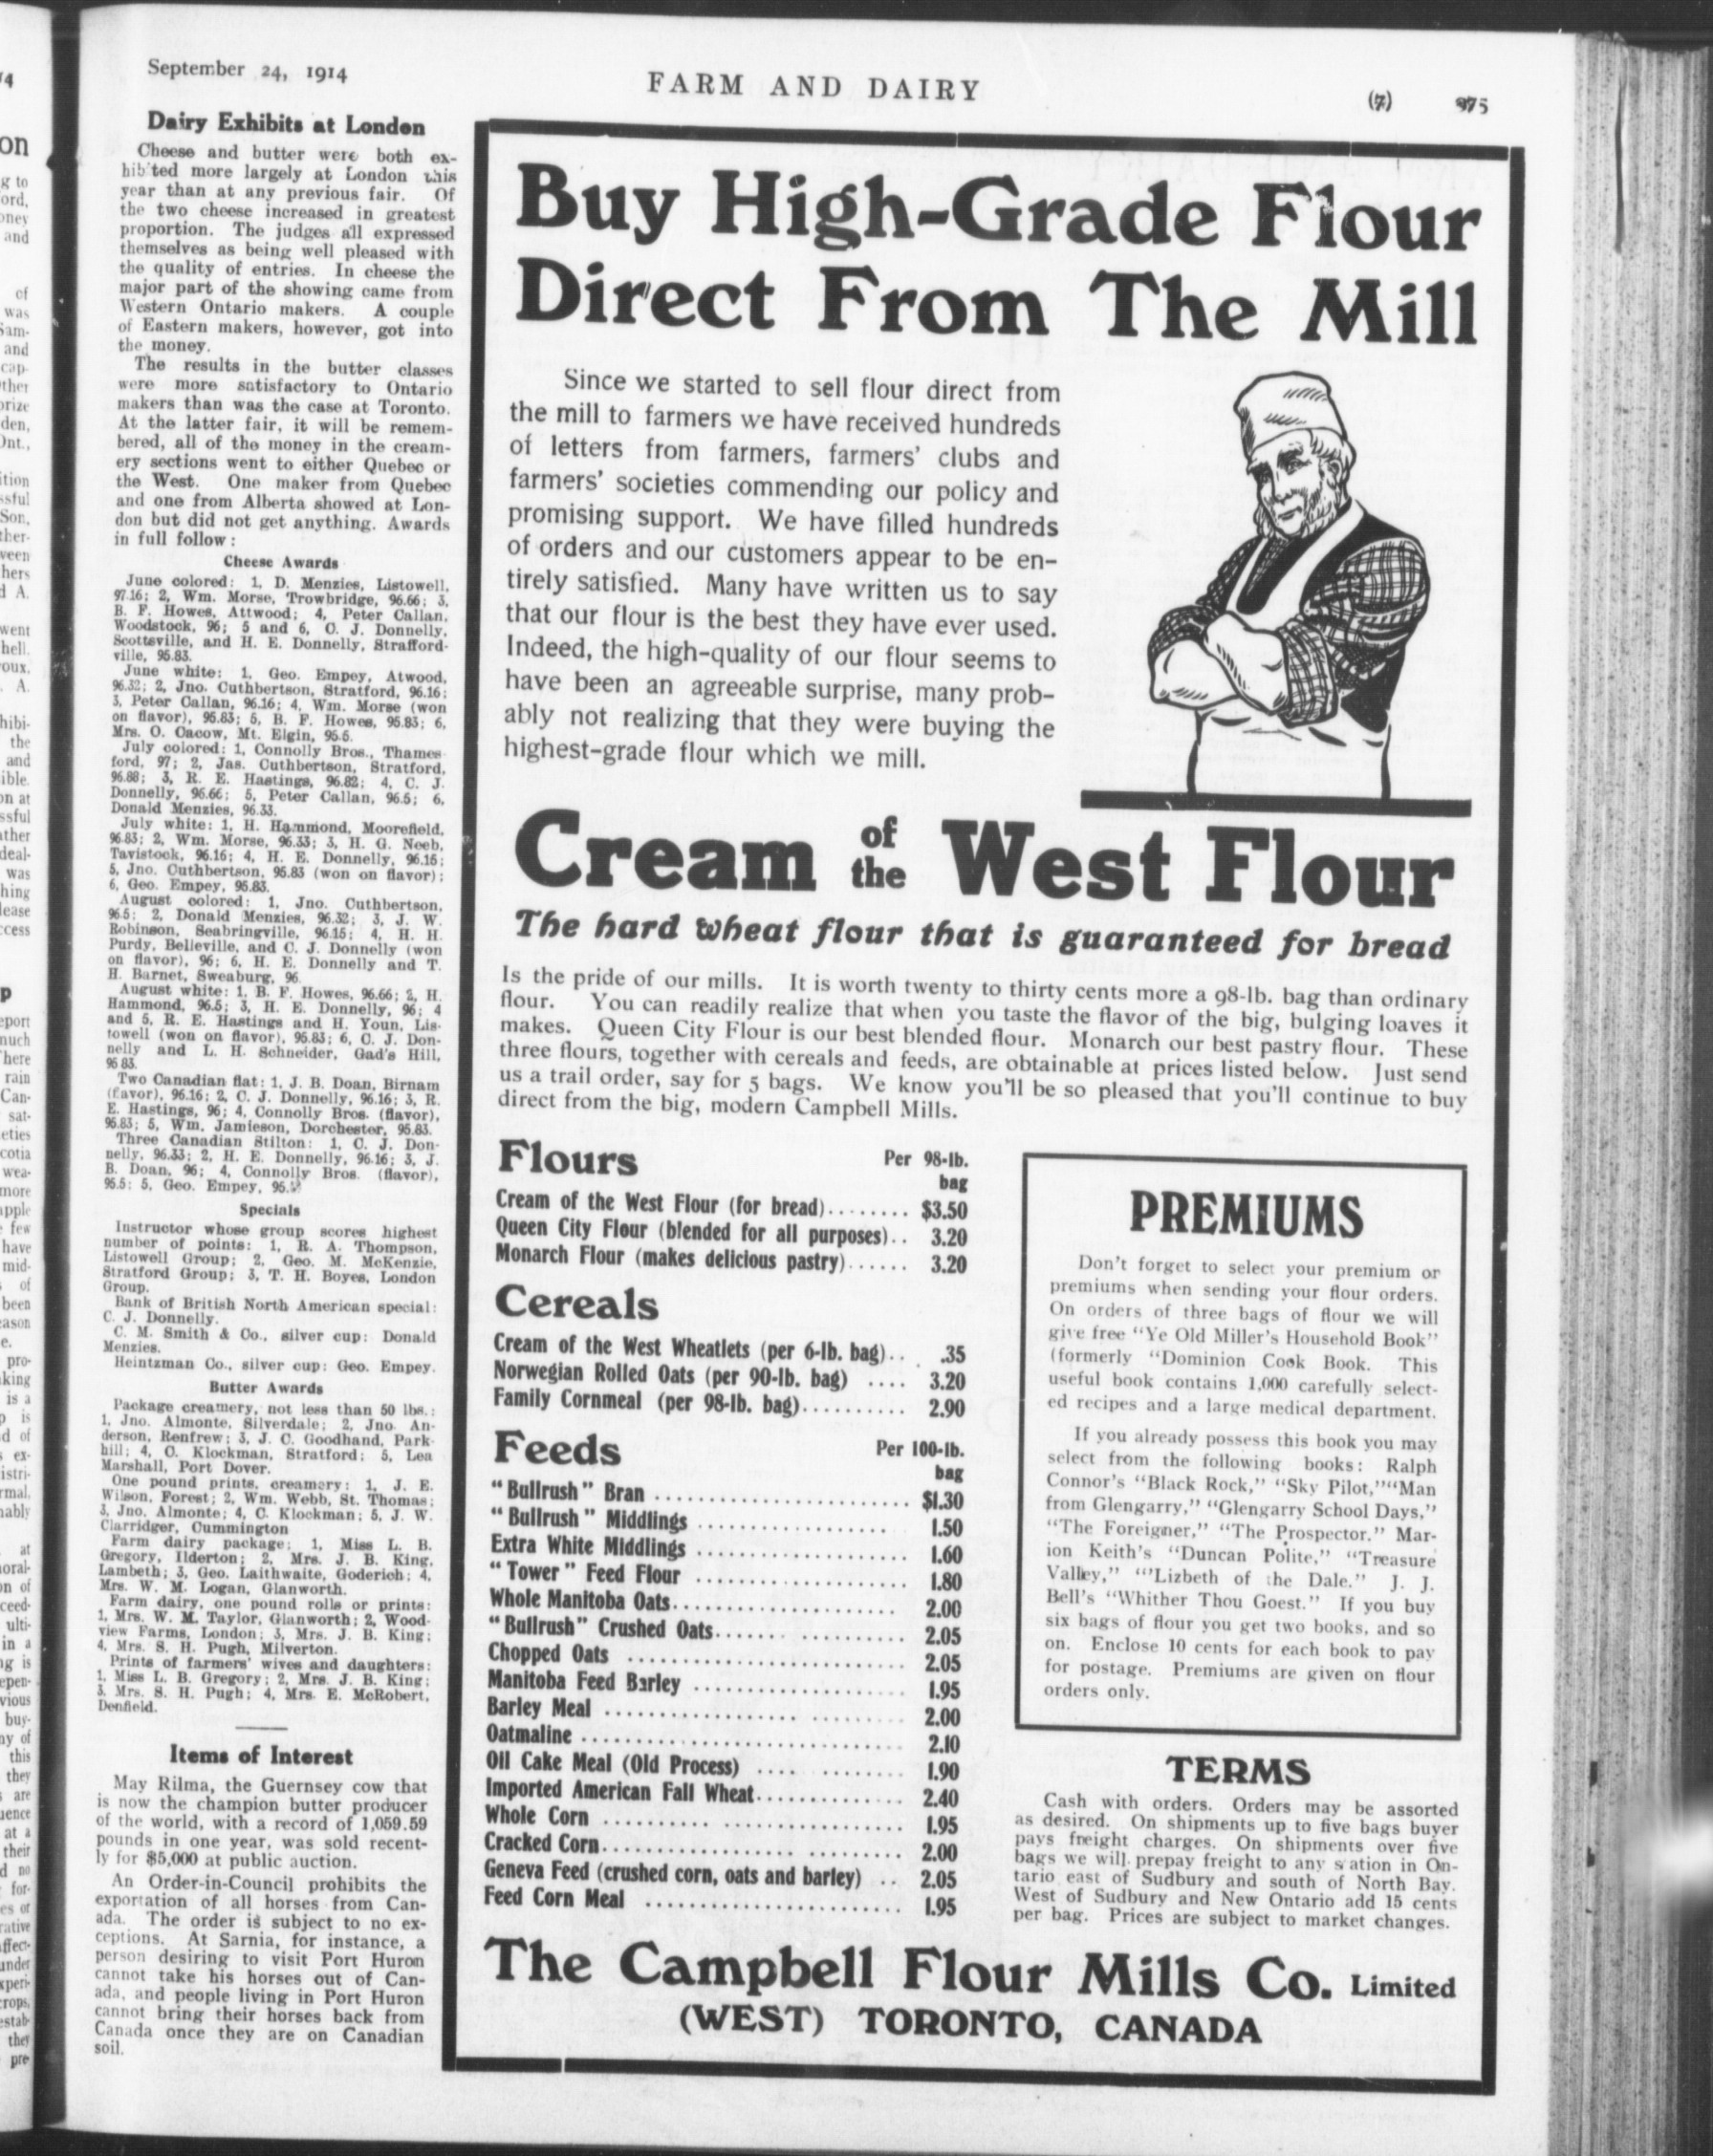 September 24, 1914
FARM AND DAIRY
(7) 975
Dairy Exhibits at London
Cheese and butter were both ex-
hibited more largely at London this
year than at any previous fair. Of
the two cheese increased in greatest
proportion. The judges all expressed
themselves as being well pleased with
the quality of entries. In cheese the
major part of the showing came from
Western Ontario makers. A couple
of Eastern makers, however, got into
the money.
The results in the butter classes
were more satisfactory to Ontario
makers than was the case at Toronto.
At the latter fair, it will be remem-
bered, all of the money in the cream-
ery sections went to either Quebec or
the West. One maker from Quebec
and one from Alberta showed at Lon-
don but did not get anything. Awards
in full follow:
Cheese Awards
June colored: 1, D. Menzies, Listowell,
97.16; 2, Wm. Morse, Trowbridge, 96.66; 3,
B. F. Howes, Attwood; 4, Peter Callan,
Woodstock, 96; 5 and 6, C. J. Donnelly,
Scottsville, and H. E. Donnelly, Strafford-
ville, 95.83.
June white: 1, Geo. Empey, Atwood,
96.32; 2, Jno. Cuthbertson, Stratford, 96.16;
3, Peter Callan, 96.16; 4, Wm. Morse (won
on flavor), 95.83; 5, B. F. Howes, 95.83; 6,
Mrs. O. Cacow, Mt. Elgin, 95.5.
July colored: 1, Connolly Bros., Thames
ford, 97; 2, Jas. Cuthbertson, Stratford,
96.88; 3, R. E. Hastings, 96.82; 4, C. J.
Donnelly, 96.66; 5, Peter Callan, 96.5; 6,
Donald Menzies, 96.33.
July white: 1, H. Hammond, Moorefield,
96.83; 2, Wm. Morse, 96.33; 3, H. G. Neeb,
Tavistock, 96.16; 4, H. E. Donnelly, 96.16;
5, Jno. Cuthbertson, 95.83 (won on flavor);
6, Geo. Empey, 95.83.
August colored: 1, Jno. Cuthbertson,
96.5; 2, Donald Menzies, 96.32; 3, J. W.
Robinson, Seabringville, 96.15; 4, H. H.
Purdy, Belleville, and C. J. Donnelly (won
on flavor), 96; 6, H. E. Donnelly and T.
H. Barnet, Sweaburg, 96.
August white: 1, B. F. Howes, 96.66; 2, H.
Hammond, 96.5; 3, H. E. Donnelly, 96; 4
and 5, R. E. Hastings and H. Youn, Lis-
towell (won on flavor), 95.83; 6, C. J. Don-
nelly and L. H. Schneider, Gad's Hill,
95 83.
Two Canadian flat: 1, J. B. Doan, Birnam
(flavor), 96.16; 2, C. J. Donnelly, 96.16; 3, R.
E. Hastings, 96; 4, Connolly Bros. (flavor),
95.83; 5, Wm. Jamieson, Dorchester, 95.83.
Three Canadian Stilton: 1, C. J. Don-
nelly, 96.33; 2, H. E. Donnelly, 96.16; 3, J.
B. Doan, 96; 4, Connolly Bros. (flavor),
95.5; 5, Geo. Empey,
Specials
Instructor whose group scores highest
number of points: 1, R. A. Thompson,
Listowell Group; 2, Geo. M. McKenzie,
Stratford Group; 3, T. H. Boyes, London
Group.
Bank of British North American special:
C. J. Donnelly.
C. M. Smith & Co., silver cup: Donald
Menzies.
Heintzman Co., silver cup: Geo. Empey.
Butter Awards
Package creamery, not less than 50 lbs.:
1, Jno. Almonte, Silverdale; 2, Jno. An-
derson, Renfrew; 3, J. C. Goodhand, Park-
hill; 4, C. Klockman, Stratford; 5, Lea
Marshall, Port Dover.
One pound prints, creamery: 1, J. E.
Wilson, Forest; 2, Wm. Webb, St. Thomas;
3, Jno. Almonte; 4, C. Klockman; 5, J. W.
Clarridger, Cummington
Farm dairy package: 1, Miss L. B.
Gregory, Ilderton; 2, Mrs. J. B. King,
Lambeth; 3, Geo. Laithwaite, Goderich; 4,
Mrs. W. M. Logan, Glanworth.
Farm dairy, one pound rolls or prints:
1, Mrs. W. M. Taylor, Glanworth; 2, Wood-
view Farms, London; 3, Mrs. J. B. King;
4, Mrs. S. H. Pugh, Milverton.
Prints of farmers' wives and daughters:
1, Miss L. B. Gregory; 2, Mrs. J. B. King;
3, Mrs. S. H. Pugh; 4, Mrs. E. McRobert,
Denfield.
Items of Interest
May Rilma, the Guernsey cow that
is now the champion butter producer
of the world, with a record of 1,059.59
pounds in one year, was sold recent-
ly for $5,000 at public auction.
An Order-in-Council prohibits the
exportation of all horses from Can-
ada. The order is subject to no ex-
ceptions. At Sarnia, for instance, a
person desiring to visit Port Huron
cannot take his horses out of Can-
ada, and people living in Port Huron
cannot bring their horses back from
Canada once they are on Canadian
soil.
Buy High-Grade Flour
Direct From The Mill
Since we started to sell flour direct from
the mill to farmers we have received hundreds
of letters from farmers, farmers' clubs and
farmers' societies commending our policy and
promising support. We have filled hundreds
of orders and our customers appear to be en-
tirely satisfied. Many have written us to say
that our flour is the best they have ever used.
Indeed, the high-quality of our flour seems to
have been an agreeable surprise, many prob-
ably not realizing that they were buying the
highest-grade flour which we mill.
Cream of the West Flour
The hard wheat flour that is guaranteed for bread
Is the pride of our mills. It is worth twenty to thirty cents more a 98-lb. bag than ordinary
flour. You can readily realize that when you taste the flavor of the big, bulging loaves it
makes. Queen City Flour is our best blended flour. Monarch our best pastry flour. These
three flours, together with cereals and feeds, are obtainable at prices listed below. Just send
us a trail order, say for 5 bags. We know you'll be so pleased that you'll continue to buy
direct from the big, modern Campbell Mills.
Flours Per 98-lb.
bag
Cream of the West Flour (for bread)........ $3.50
Queen City Flour (blended for all purposes).. 3.20
Monarch Flour (makes delicious pastry)...... 3.20
Cereals
Cream of the West Wheatlets (per 6-lb. bag).. .35
Norwegian Rolled Oats (per 90-lb. bag) .... 3.20
Family Cornmeal (per 98-lb. bag).......... 2.90
Feeds Per 100-lb.
bag
"Bullrush" Bran ......................... $1.30
"Bullrush" Middlings ................... 1.50
Extra White Middlings ..................... 1.60
"Tower" Feed Flour ..................... 1.80
Whole Manitoba Oats....................... 2.00
"Bullrush" Crushed Oats................... 2.05
Chopped Oats ............................ 2.05
Manitoba Feed Barley ..................... 1.95
Barley Meal ............................. 2.00
Oatmaline ................................ 2.10
Oil Cake Meal (Old Process) .... ........ 1.90
Imported American Fall Wheat.............. 2.40
Whole Corn .......... ................ 1.95
Cracked Corn.................... ......... 2.00
Geneva Feed (crushed corn, oats and barley) .. 2.05
Feed Corn Meal ......................... 1.95
PREMIUMS
Don't forget to select your premium or
premiums when sending your flour orders.
On orders of three bags of flour we will
give free "Ye Old Miller's Household Book"
(formerly "Dominion Cook Book. This
useful book contains 1,000 carefully select-
ed recipes and a large medical department.
If you already possess this book you may
select from the following books: Ralph
Connor's "Black Rock," "Sky Pilot," "Man
from Glengarry," "Glengarry School Days,"
"The Foreigner," "The Prospector." Mar-
ion Keith's "Duncan Polite," "Treasure
Valley," "'Lizbeth of the Dale." J. J.
Bell's "Whither Thou Goest." If you buy
six bags of flour you get two books, and so
on. Enclose 10 cents for each book to pay
for postage. Premiums are given on flour
orders only.
TERMS
Cash with orders. Orders may be assorted
as desired. On shipments up to five bags buyer
pays freight charges. On shipments over five
bags we will prepay freight to any station in On-
tario east of Sudbury and south of North Bay.
West of Sudbury and New Ontario add 15 cents
per bag. Prices are subject to market changes.
The Campbell Flour Mills Co. Limited
(WEST) TORONTO, CANADA